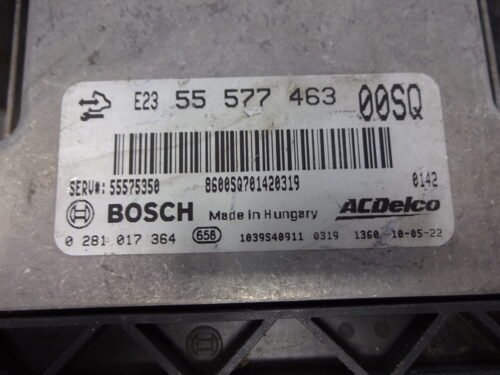 E23 55 577 463 00SQ
SERV#: 55575350 8600SQ701420319 0142
BOSCH Made in Hungary ACDelco
0 281 017 364 658 1039S40911 0319 1360 10-05-22